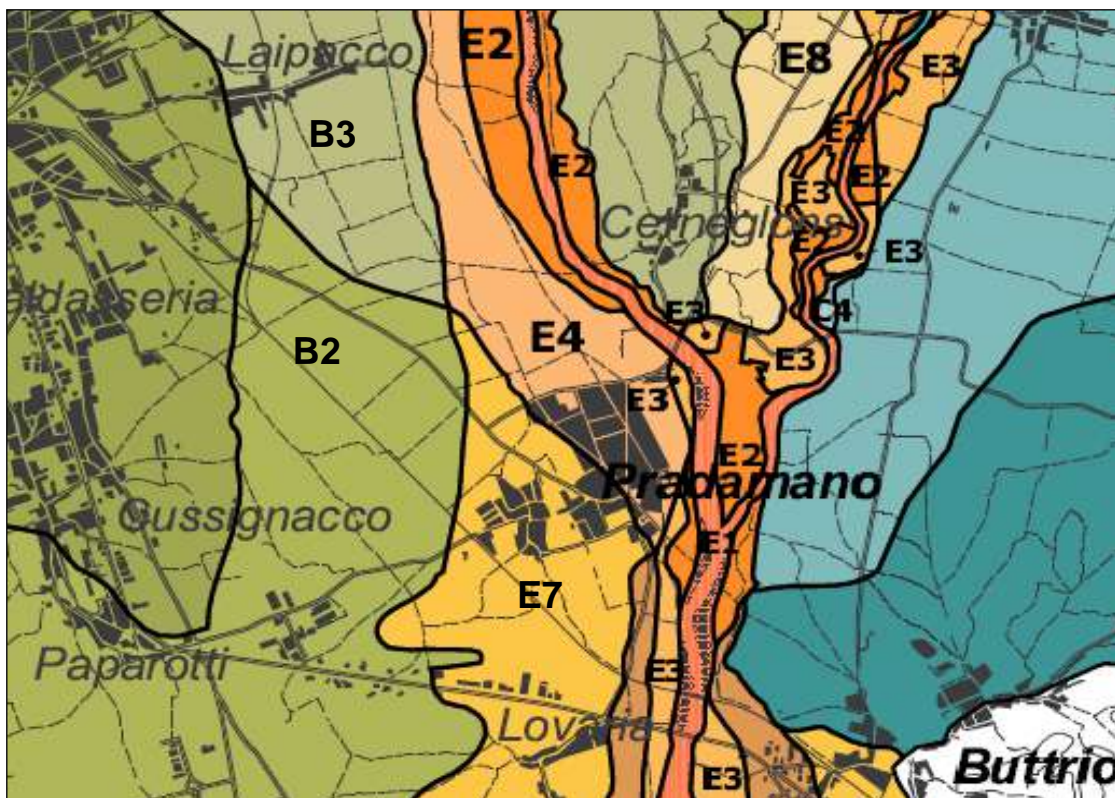 E2
E8
E3
Laipacco
B3
E2
E2
E2
E3
Cerneglons
E2
E3
E3
C4
aldasseria
B2
E4
E3
E3
E2
Pradamano
Gussignacco
E1
E7
Paparotti
E3
Lovaria
E3
Buttrio